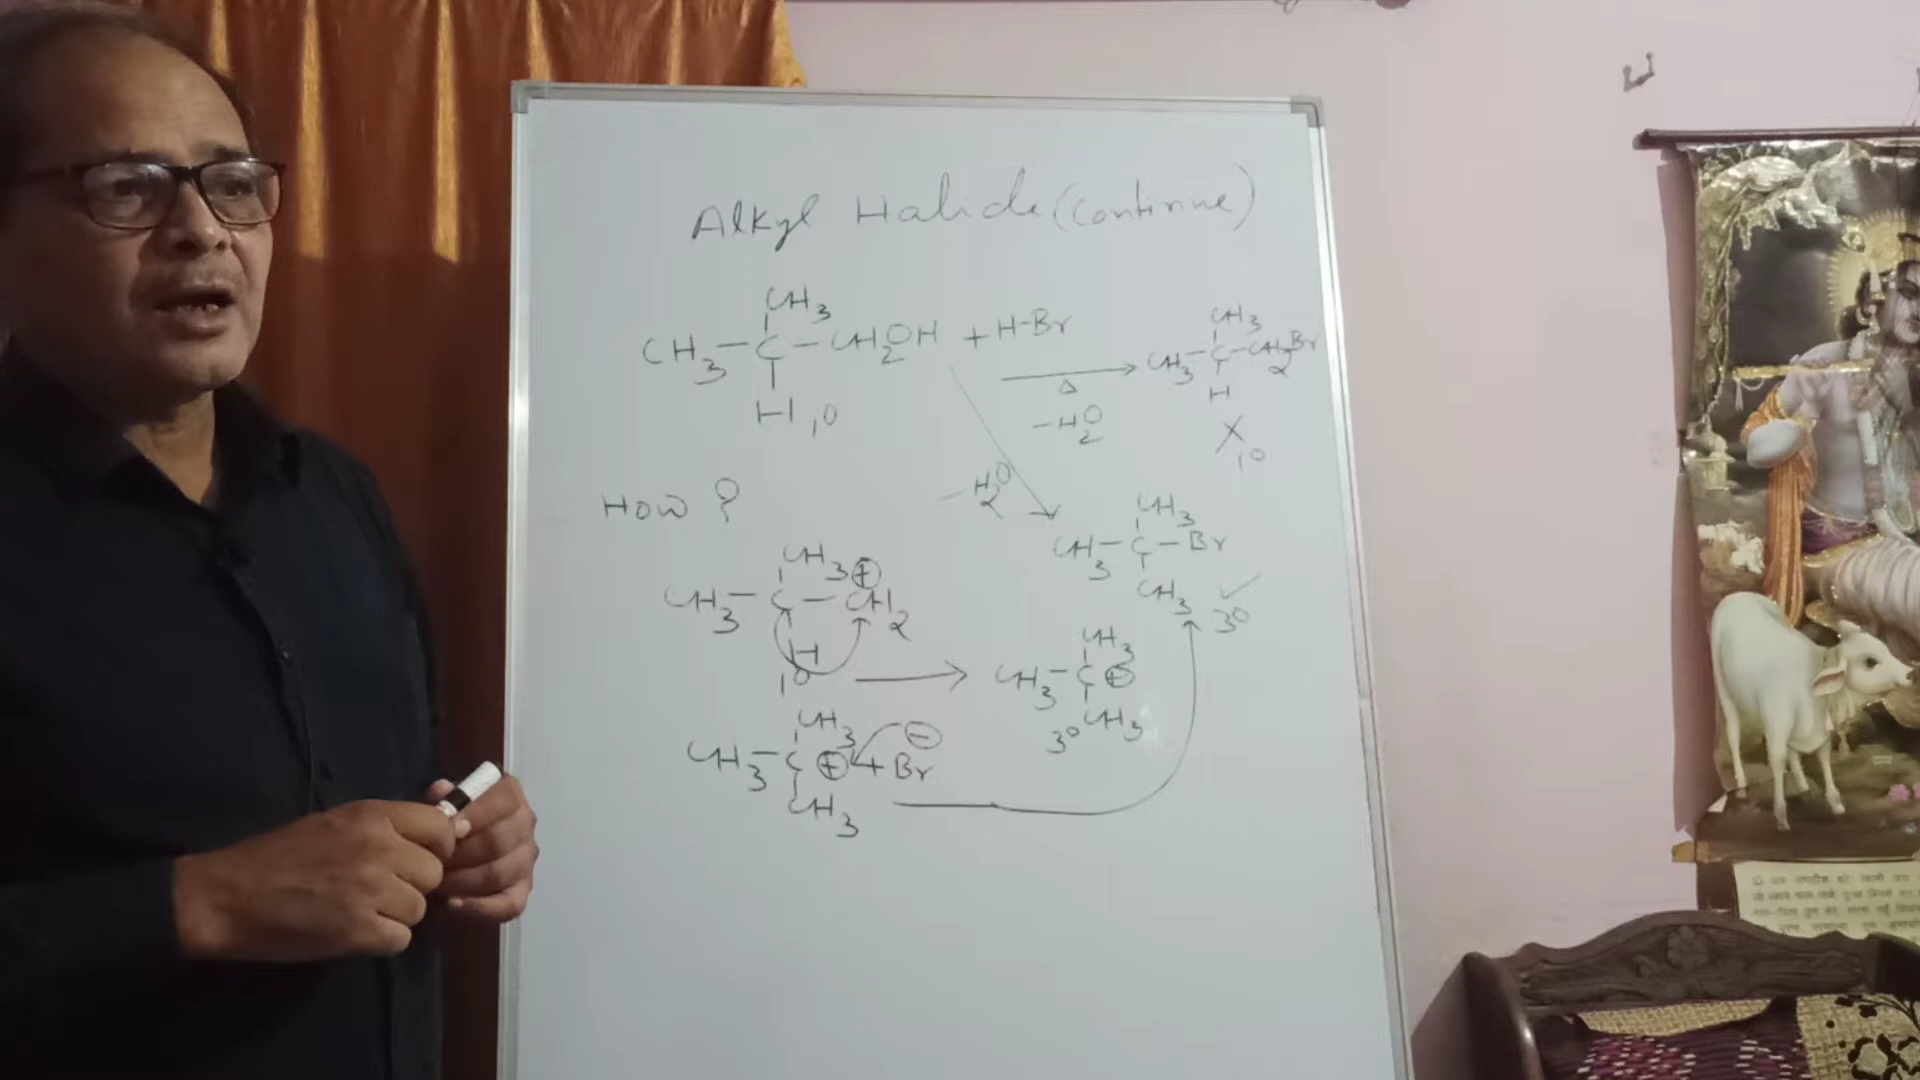 Alkyl Halide (Continue)
CH3
CH3 - C - CH2OH + H-Br
H 1°
Δ
-H2O
CH3
CH3 - C - CH2Br
H
X 1°
-H2O
CH3
CH3 - C - Br
CH3 ✓
3°
How ?
CH3 ⊕
CH3 - C - CH2
H
1°
CH3
CH3 - C ⊕
CH3
3°
CH3 ⊖
CH3 - C ⊕ + Br
CH3